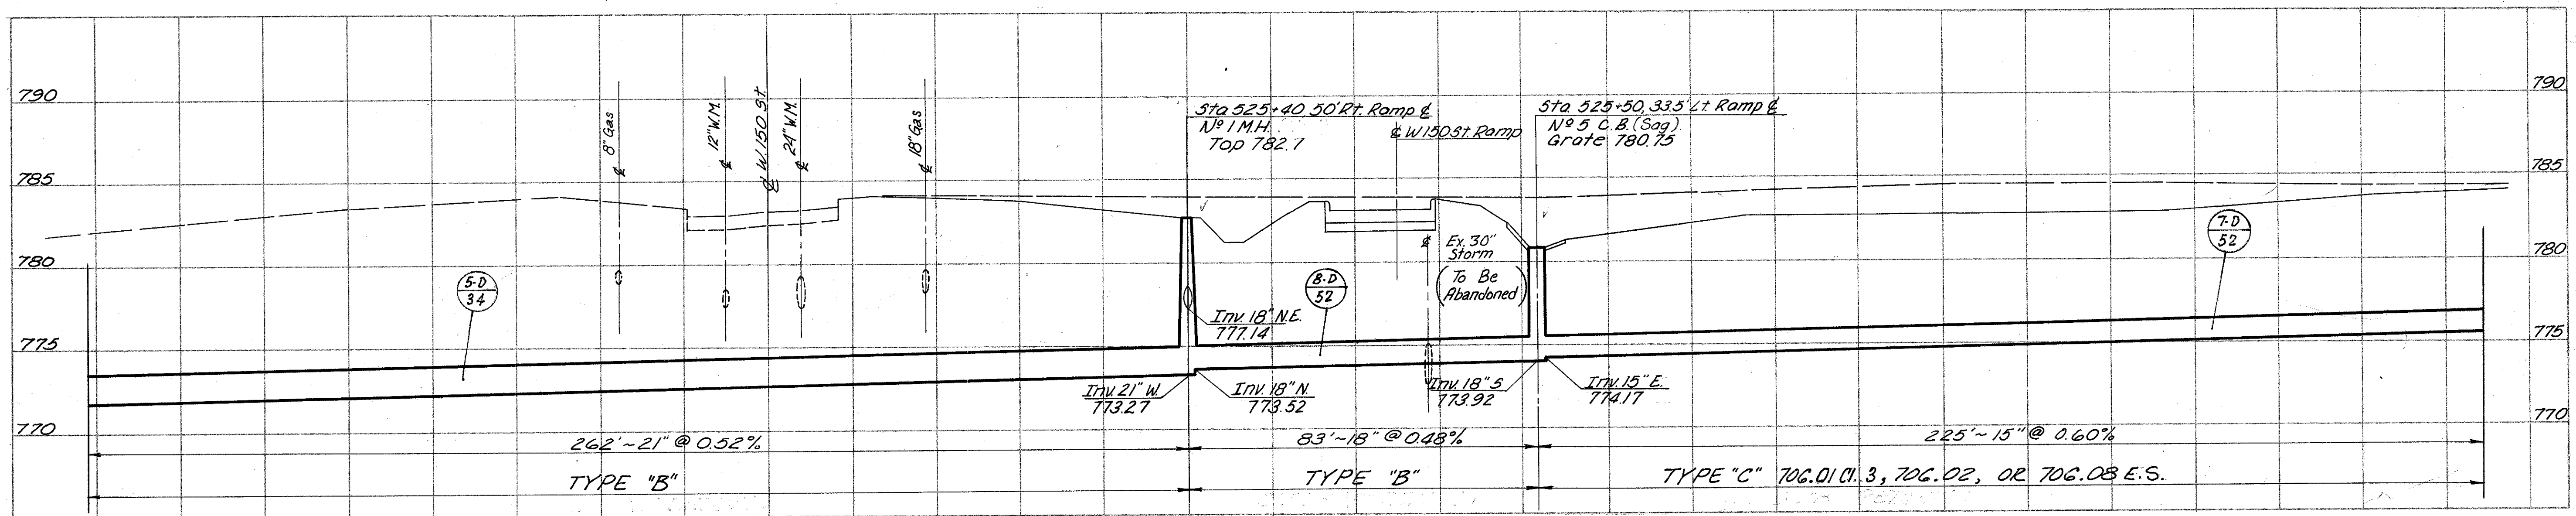 790
785
780
775
770
5-D
34
℄ 8" Gas
℄ 12" W.M.
℄ W. 150 St.
℄ 24" W.M.
℄ 18" Gas
Sta 525+40, 50' Rt. Ramp ℄
Nº 1 M.H.
Top 782.7
℄ W 150 St. Ramp
Sta 525+50, 33.5' Lt Ramp ℄
Nº 5 C.B. (Sag)
Grate 780.75
Inv. 18" N.E.
777.14
8-D
52
℄ Ex. 30"
Storm
(To Be
Abandoned)
7-D
52
Inv. 21" W.
773.27
Inv. 18" N.
773.52
Inv. 18" S
773.92
Inv. 15" E.
774.17
262'~21" @ 0.52%
83'~18" @ 0.48%
225'~15" @ 0.60%
TYPE "B"
TYPE "B"
TYPE "C" 706.01 Cl. 3, 706.02, OR 706.08 E.S.
790
785
780
775
770